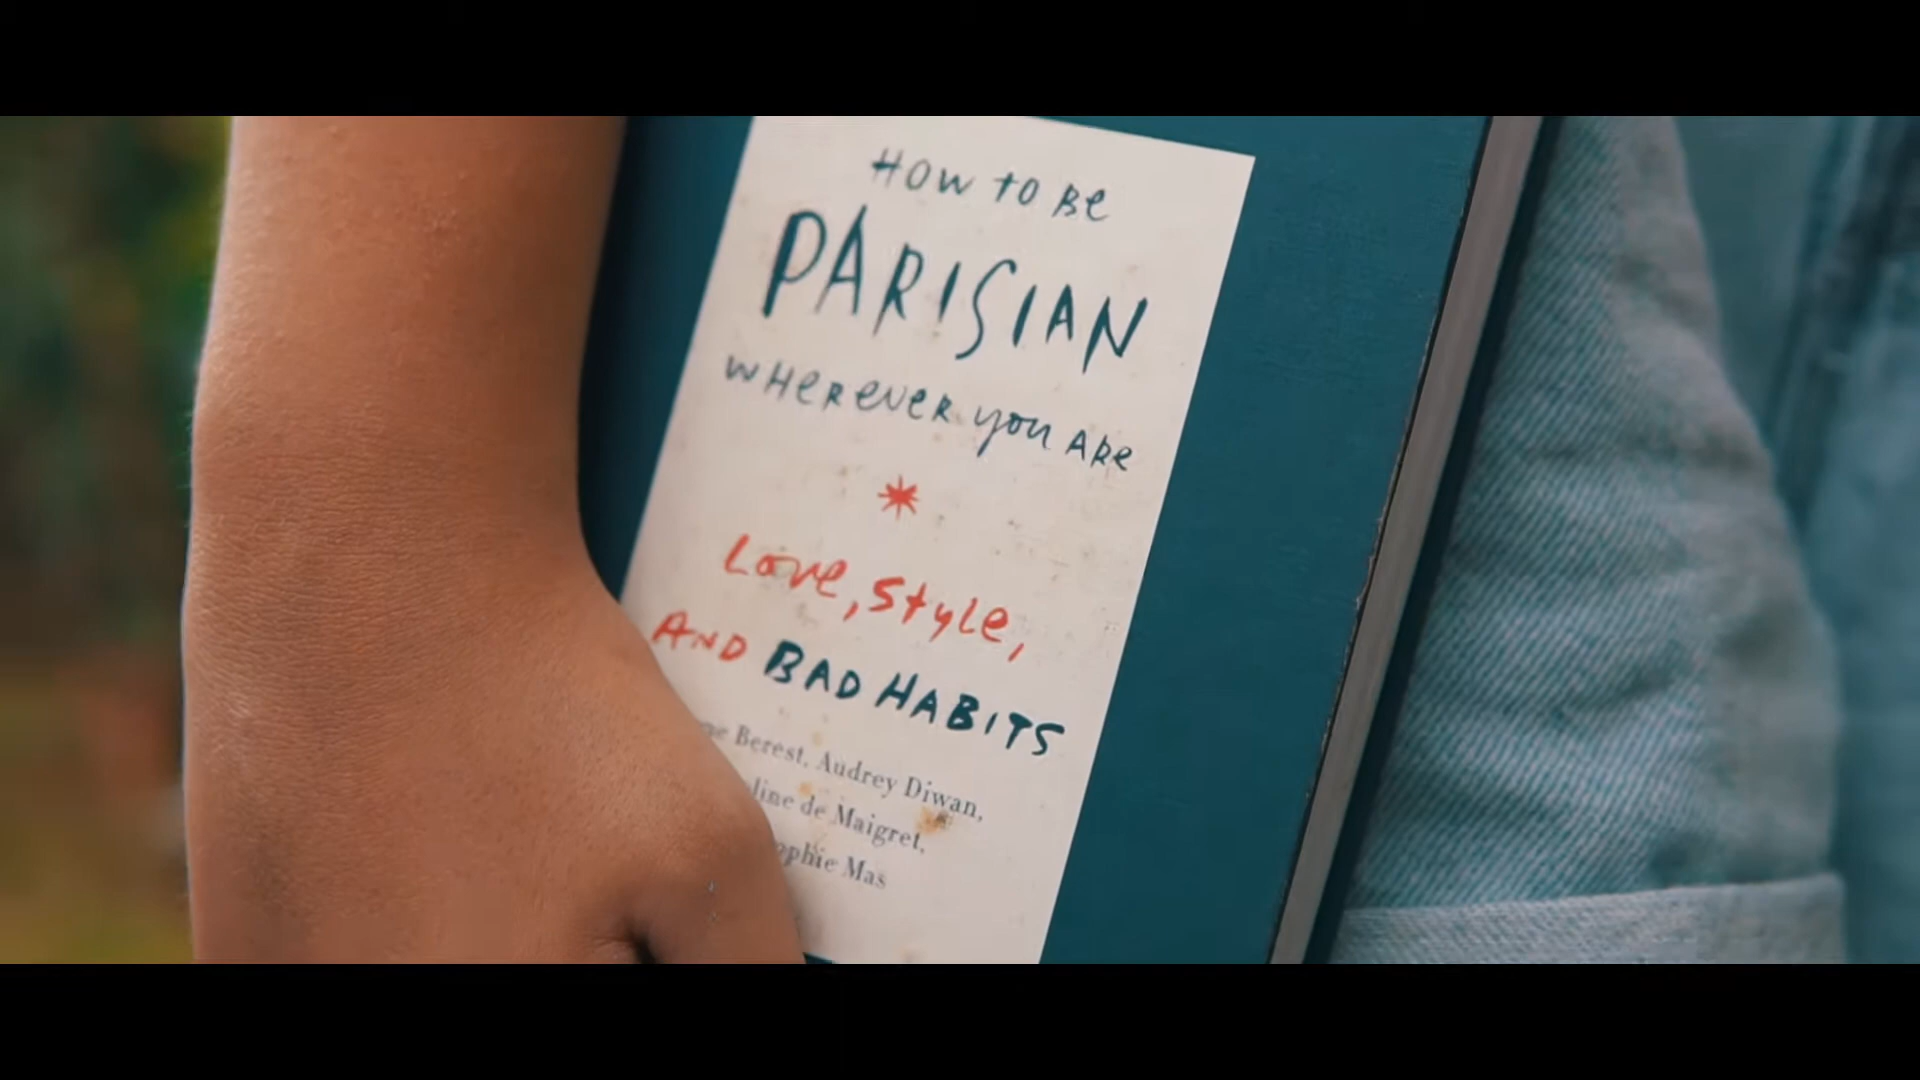 HOW TO BE
PARISIAN
WHEREVER YOU ARE
Love, Style,
AND BAD HABITS
Berest, Audrey Diwan,
de Maigret,
Mas